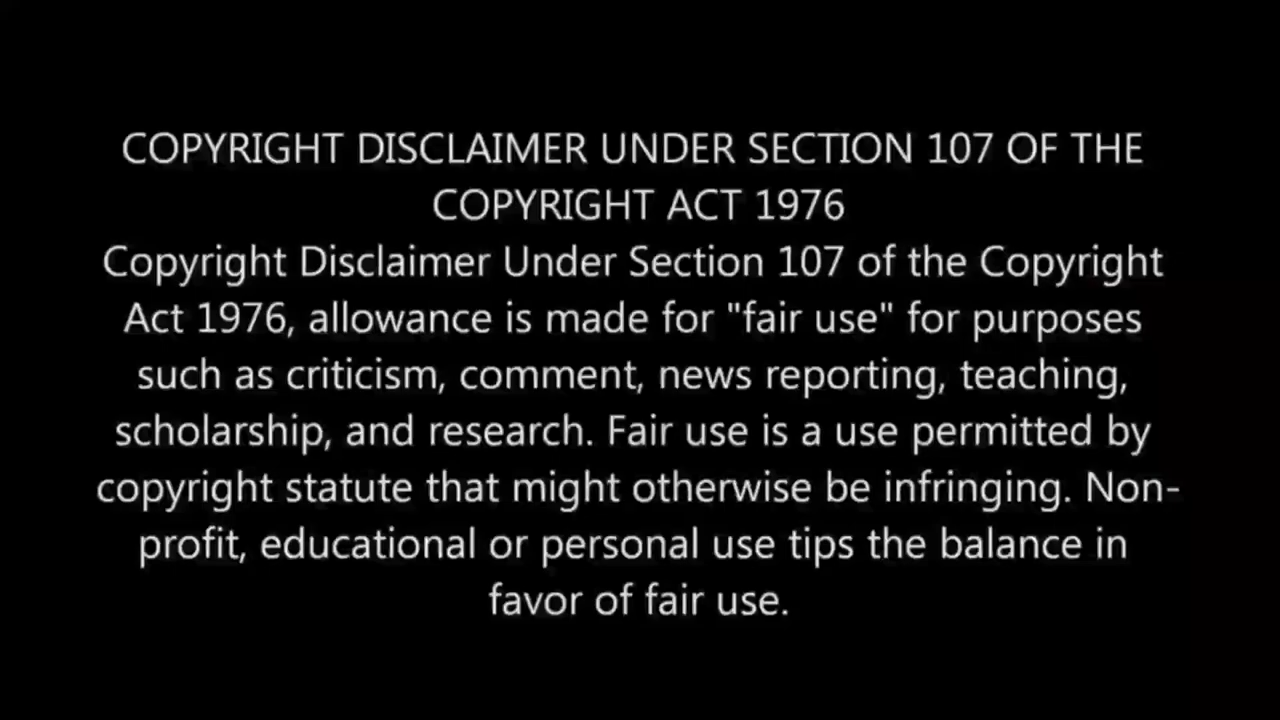 COPYRIGHT DISCLAIMER UNDER SECTION 107 OF THE
COPYRIGHT ACT 1976
Copyright Disclaimer Under Section 107 of the Copyright
Act 1976, allowance is made for "fair use" for purposes
such as criticism, comment, news reporting, teaching,
scholarship, and research. Fair use is a use permitted by
copyright statute that might otherwise be infringing. Non-
profit, educational or personal use tips the balance in
favor of fair use.